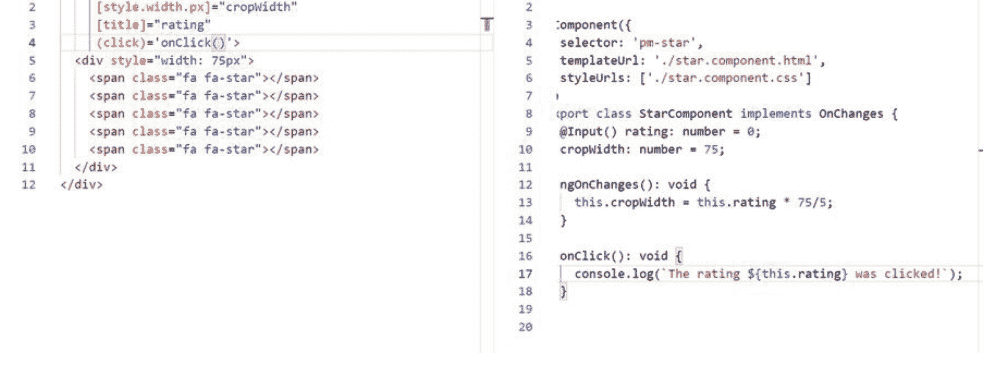 2 [style.width.px]="cropWidth"
3 [title]="rating"
4 (click)='onClick()'>
5 <div style="width: 75px">
6 <span class="fa fa-star"></span>
7 <span class="fa fa-star"></span>
8 <span class="fa fa-star"></span>
9 <span class="fa fa-star"></span>
10 <span class="fa fa-star"></span>
11 </div>
12 </div>
2
3 omponent({
4 selector: 'pm-star',
5 templateUrl: './star.component.html',
6 styleUrls: ['./star.component.css']
7
8 port class StarComponent implements OnChanges {
9 @Input() rating: number = 0;
10 cropWidth: number = 75;
11
12 ngOnChanges(): void {
13 this.cropWidth = this.rating * 75/5;
14 }
15
16 onClick(): void {
17 console.log(`The rating ${this.rating} was clicked!`);
18 }
19
20